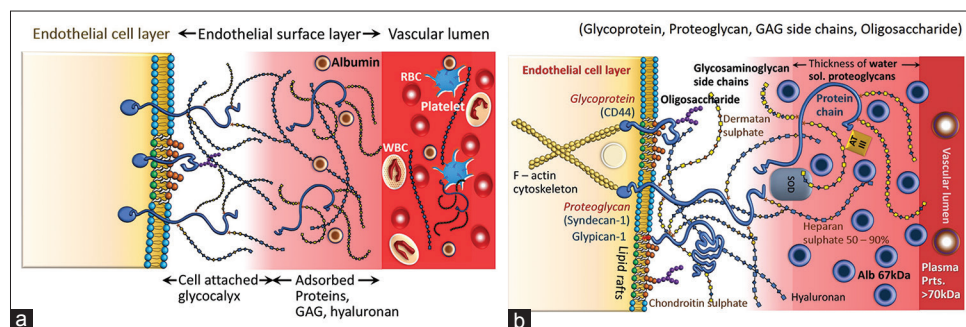 Endothelial cell layer
Endothelial surface layer
Vascular lumen
Albumin
RBC
Platelet
WBC
Cell attached
glycocalyx
Adsorbed
Proteins,
GAG, hyaluronan
a
(Glycoprotein, Proteoglycan, GAG side chains, Oligosaccharide)
Endothelial cell layer
Glycosaminoglycan
side chains
Thickness of water
sol. proteoglycans
Glycoprotein
(CD44)
Oligosaccharide
Dermatan
sulphate
Protein
chain
At
III
SOD
F – actin
cytoskeleton
Proteoglycan
(Syndecan-1)
Glypican-1
Lipid rafts
Chondroitin sulphate
Hyaluronan
Heparan
sulphate 50 – 90%
Alb 67kDa
Vascular lumen
Plasma
Prts.
>70kDa
b